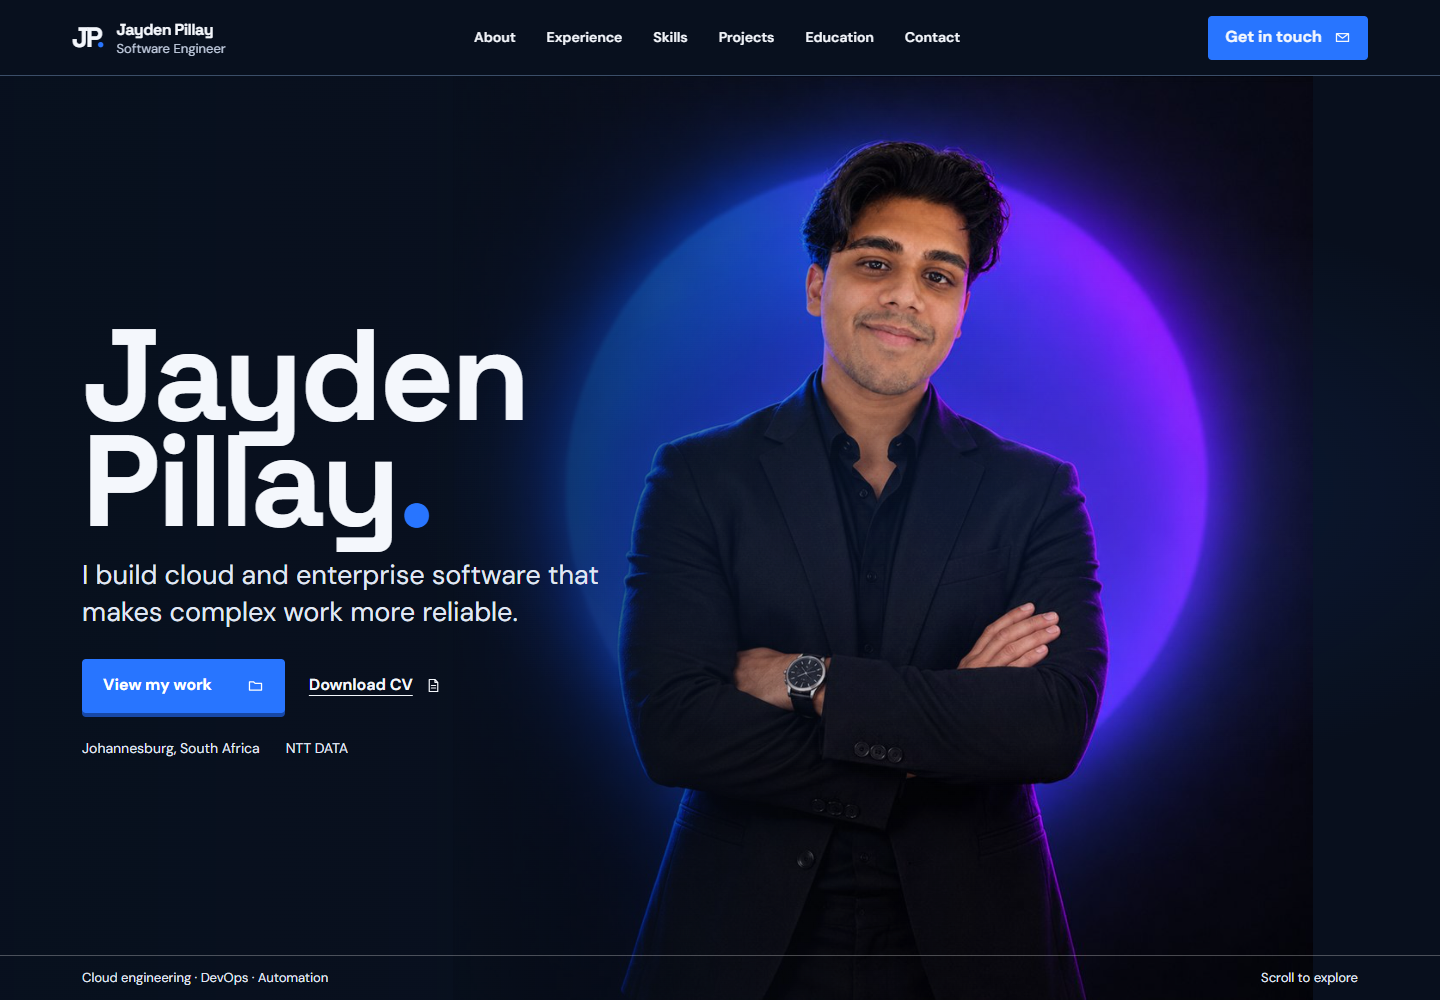 JP.
Jayden Pillay
Software Engineer
About
Experience
Skills
Projects
Education
Contact
Get in touch
Jayden
Pillay.
I build cloud and enterprise software that
makes complex work more reliable.
View my work
Download CV
Johannesburg, South Africa
NTT DATA
Cloud engineering · DevOps · Automation
Scroll to explore